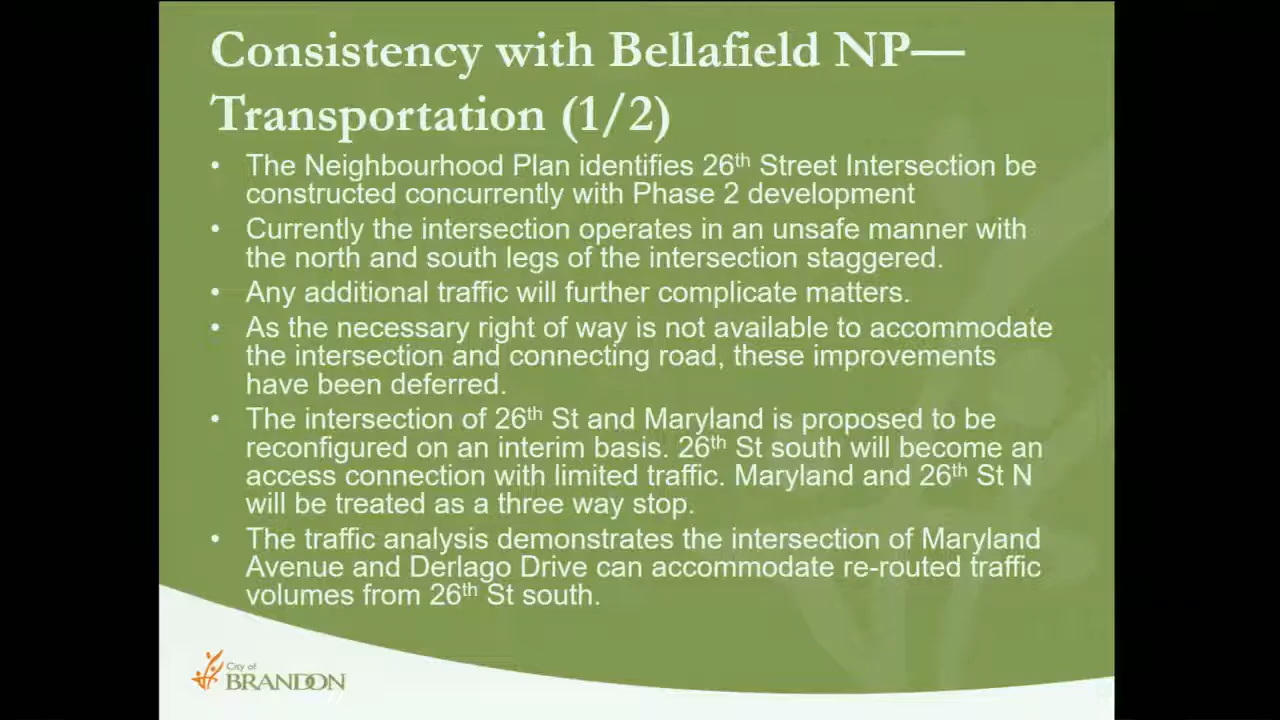 Consistency with Bellafield NP—
Transportation (1/2)
• The Neighbourhood Plan identifies 26th Street Intersection be
constructed concurrently with Phase 2 development
• Currently the intersection operates in an unsafe manner with
the north and south legs of the intersection staggered.
• Any additional traffic will further complicate matters.
• As the necessary right of way is not available to accommodate
the intersection and connecting road, these improvements
have been deferred.
• The intersection of 26th St and Maryland is proposed to be
reconfigured on an interim basis. 26th St south will become an
access connection with limited traffic. Maryland and 26th St N
will be treated as a three way stop.
• The traffic analysis demonstrates the intersection of Maryland
Avenue and Derlago Drive can accommodate re-routed traffic
volumes from 26th St south.
City of
BRANDON